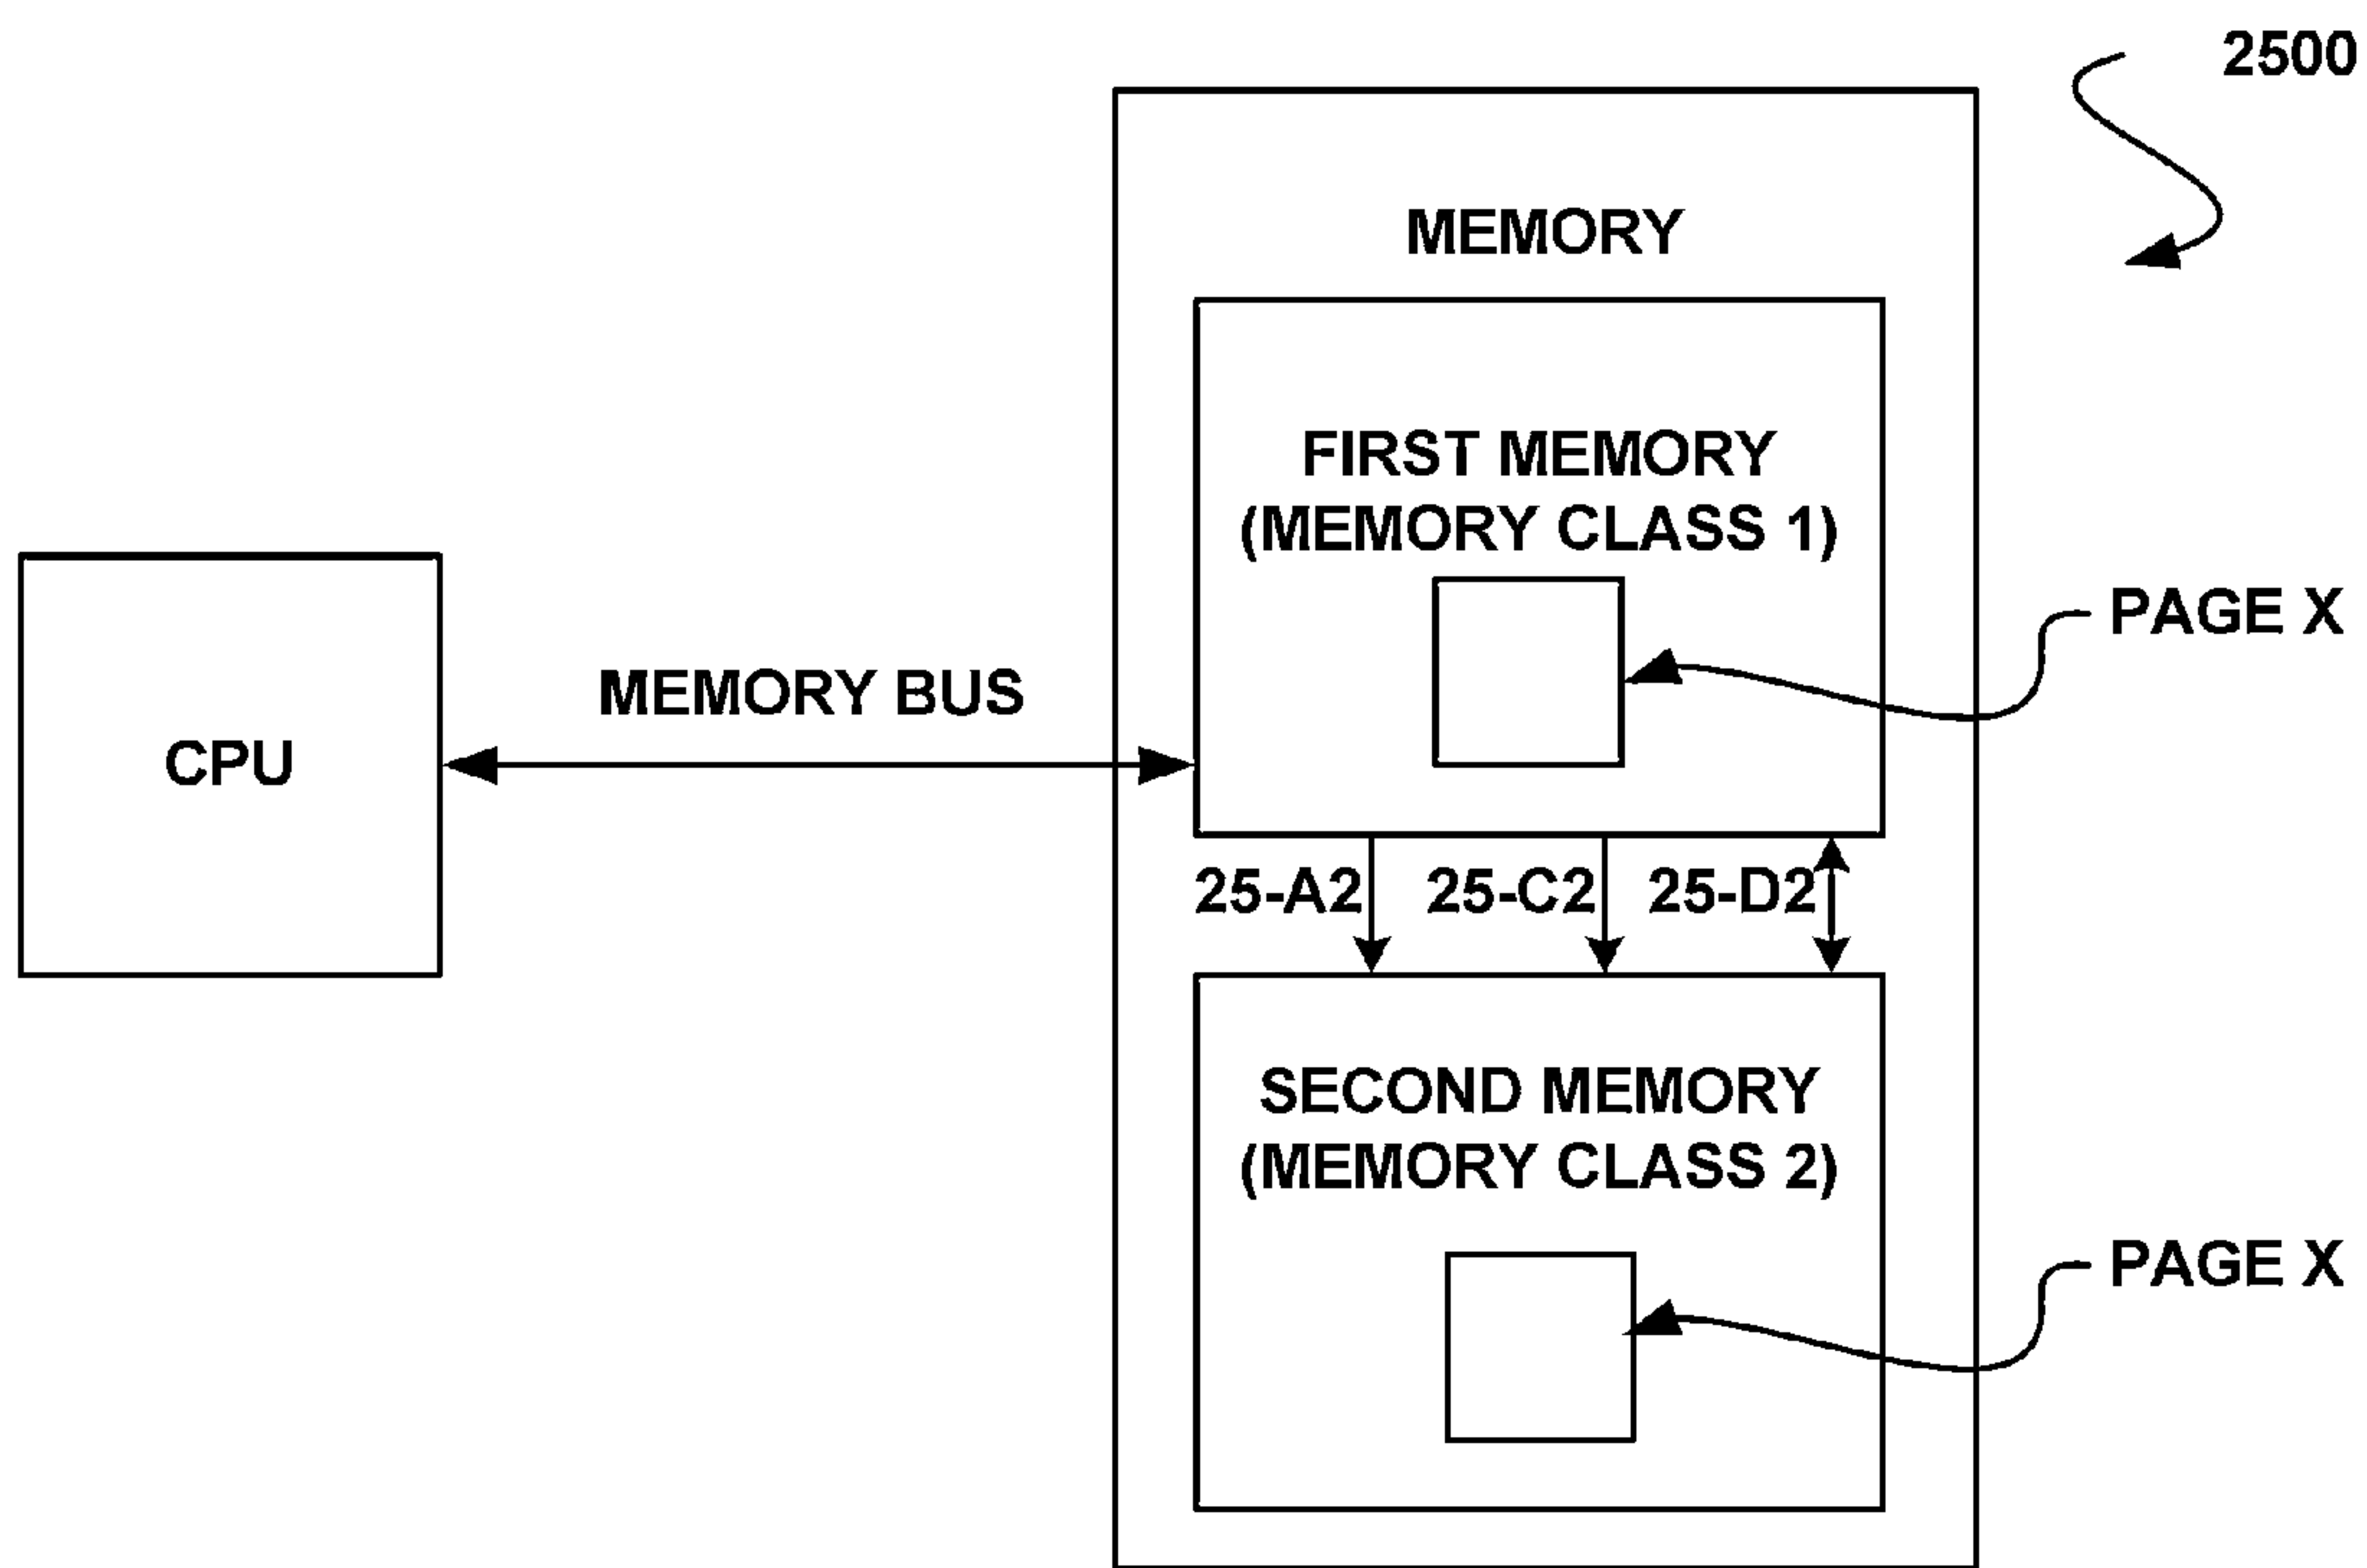 2500
MEMORY
FIRST MEMORY
(MEMORY CLASS 1)
PAGE X
MEMORY BUS
CPU
25-A2 25-C2 25-D2
SECOND MEMORY
(MEMORY CLASS 2)
PAGE X